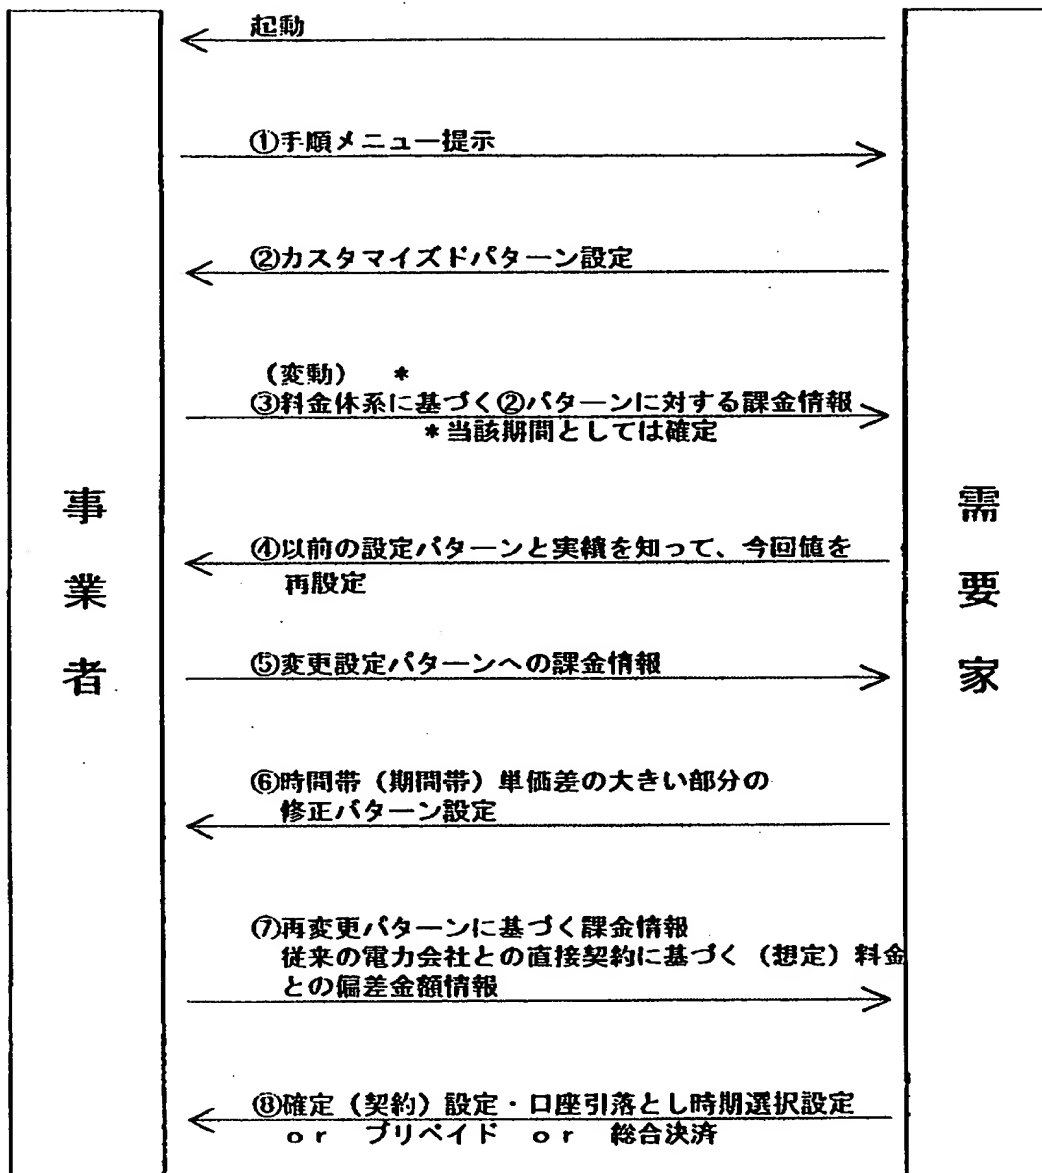 起動
①手順メニュー提示
②カスタマイズドパターン設定
（変動）　＊
③料金体系に基づく②パターンに対する課金情報
＊当該期間としては確定
④以前の設定パターンと実績を知って、今回値を
再設定
⑤変更設定パターンへの課金情報
⑥時間帯（期間帯）単価差の大きい部分の
修正パターン設定
⑦再変更パターンに基づく課金情報
従来の電力会社との直接契約に基づく（想定）料金
との偏差金額情報
⑧確定（契約）設定・口座引落とし時期選択設定
ｏｒ　プリペイド　ｏｒ　総合決済
事業者
需要家